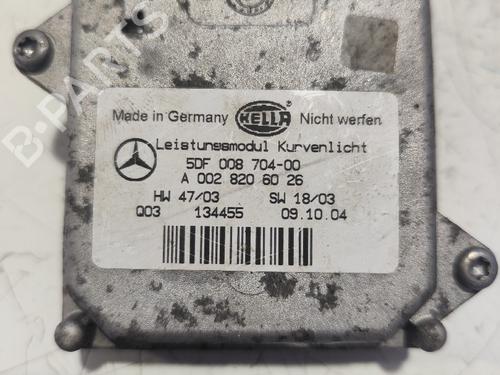 B-PARTS
Made in Germany HELLA Nicht werfen
Leistungsmodul Kurvenlicht
5DF 008 704-00
A 002 820 60 26
HW 47/03 SW 18/03
Q03 134455 09.10.04